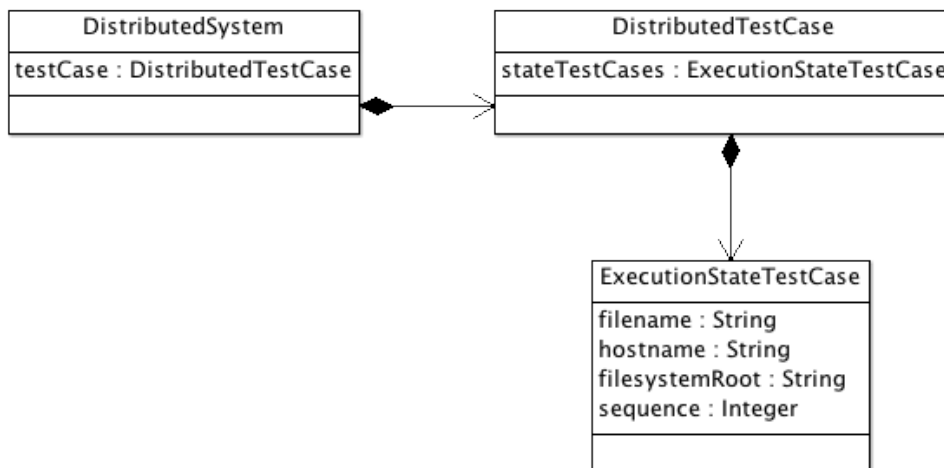 DistributedSystem
testCase : DistributedTestCase
DistributedTestCase
stateTestCases : ExecutionStateTestCase
ExecutionStateTestCase
filename : String
hostname : String
filesystemRoot : String
sequence : Integer